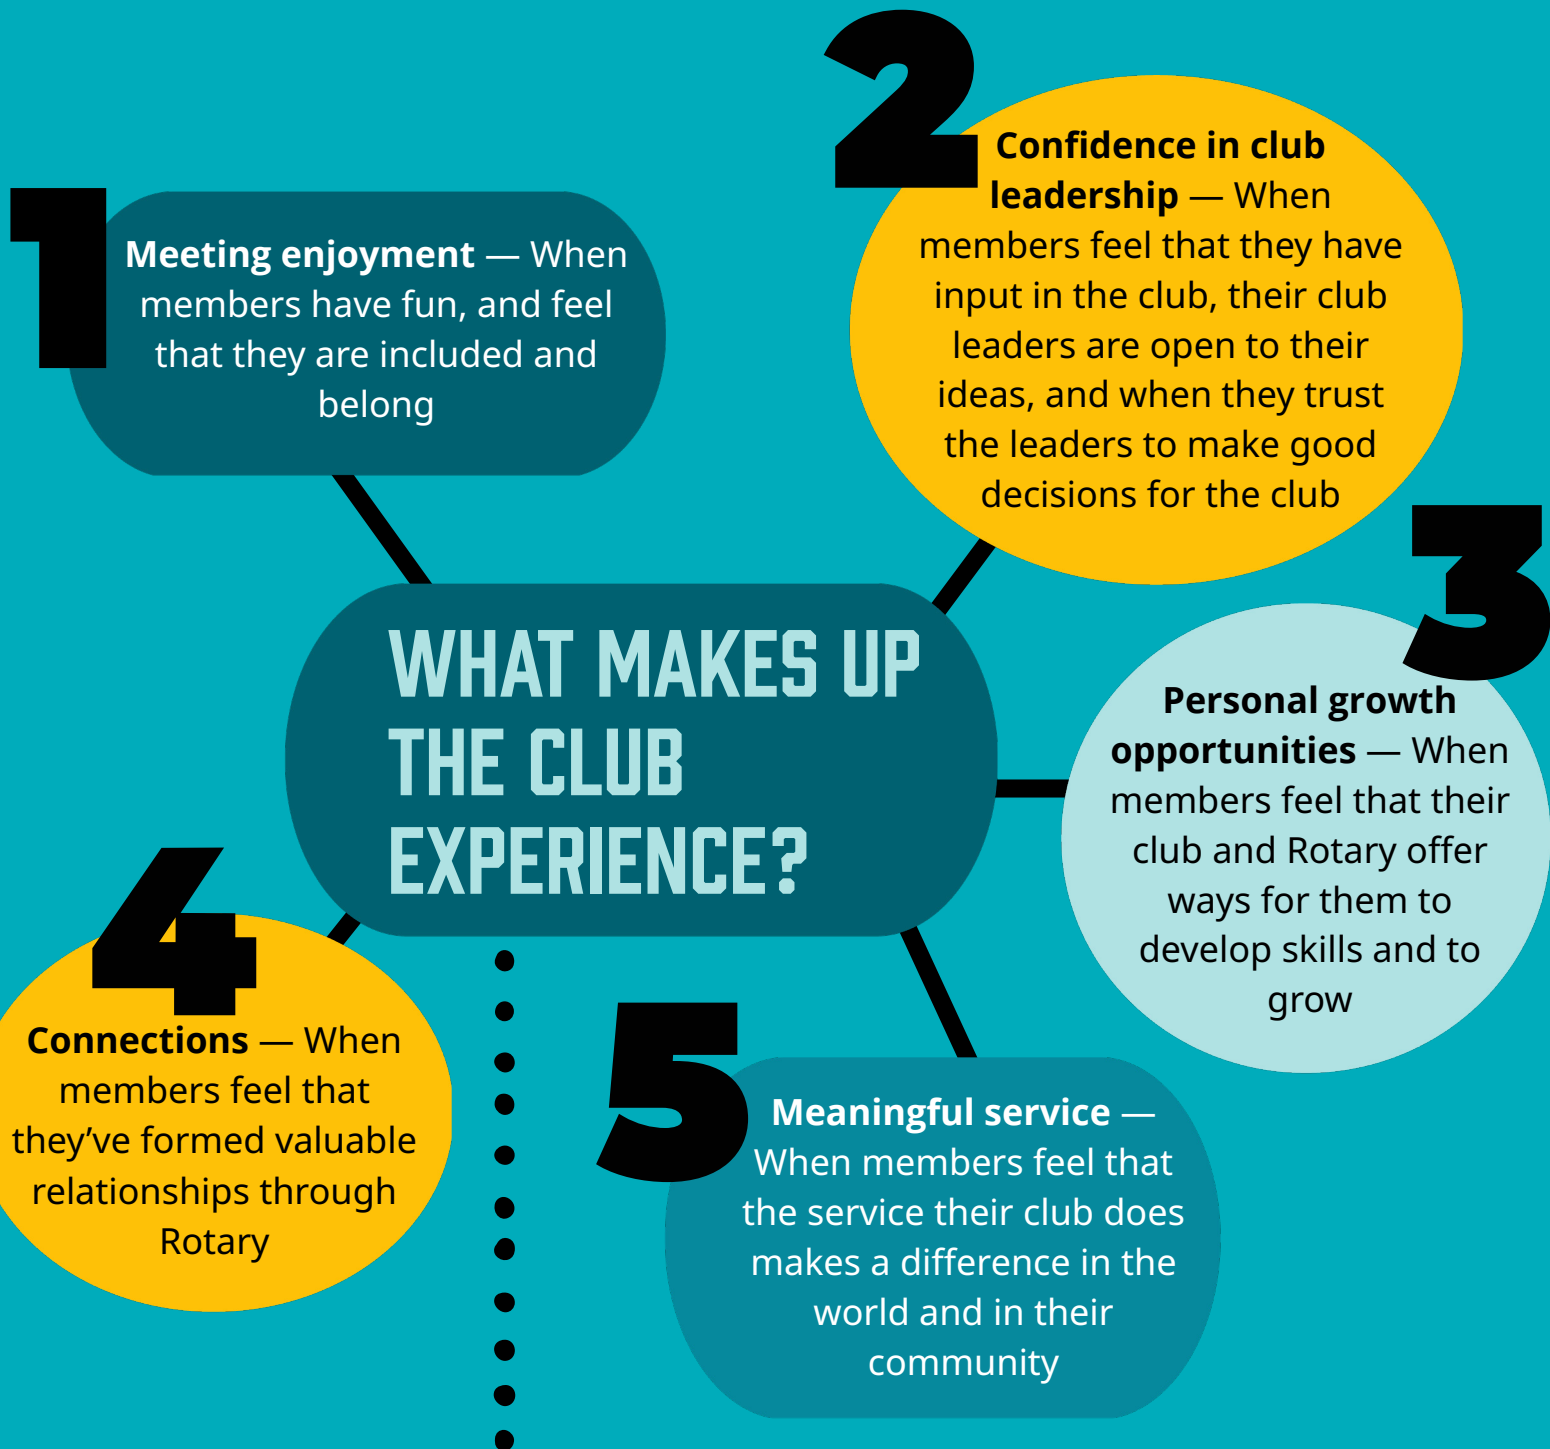 1
Meeting enjoyment — When
members have fun, and feel
that they are included and
belong
2
Confidence in club
leadership — When
members feel that they have
input in the club, their club
leaders are open to their
ideas, and when they trust
the leaders to make good
decisions for the club
WHAT MAKES UP
THE CLUB
EXPERIENCE?
3
Personal growth
opportunities — When
members feel that their
club and Rotary offer
ways for them to
develop skills and to
grow
4
Connections — When
members feel that
they’ve formed valuable
relationships through
Rotary
5
Meaningful service —
When members feel that
the service their club does
makes a difference in the
world and in their
community